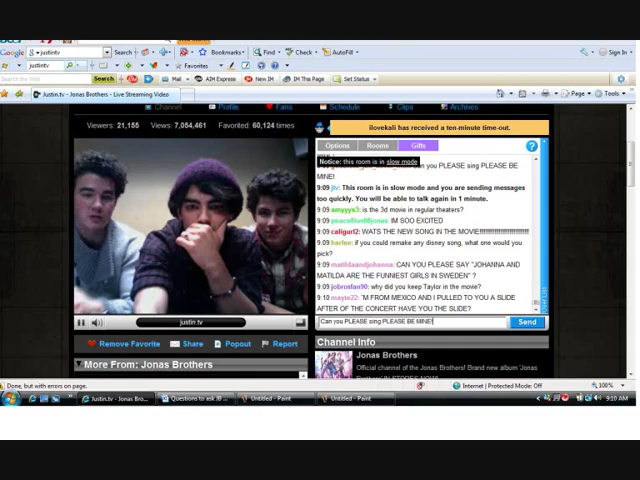 Google justintv Search Bookmarks Find Check AutoFill Sign In
justintv Favorites
Search the Web Search Mail AIM Express New IM IM This Page Set Status
Justin.tv - Jonas Brothers - Live Streaming Video Page Tools
Channel Profile Fans Schedule Clips Archives
Viewers: 21,155 Views: 7,054,461 Favorited: 60,124 times
ilovekali has received a ten-minute time-out.
Options Rooms Gifts ?
Notice: this room is in slow mode
you PLEASE sing PLEASE BE
MINE!
9:09 jtv: This room is in slow mode and you are sending messages
too quickly. You will be able to talk again in 1 minute.
9:09 amyyys3: is the 3d movie in regular theaters?
9:09 IM SOO EXCITED
9:09 caligurl2: WATS THE NEW SONG IN THE MOVIE!!!!!!!!!!!!!!!!!!!!!!!!!!!!!
9:09 harlee: if you could remake any disney song, what one would you
pick?
9:09 matildaandjohanna: CAN YOU PLEASE SAY "JOHANNA AND
MATILDA ARE THE FUNNIEST GIRLS IN SWEDEN" ?
9:09 jobrosfan90: why did you keep Taylor in the movie?
9:10 mayte22: 'M FROM MEXICO AND I PULLED TO YOU A SLIDE
AFTER OF THE CONCERT HAVE YOU THE SLIDE?
Can you PLEASE sing PLEASE BE MINE! Send
justin.tv
Remove Favorite Share Popout Report
More From: Jonas Brothers
Channel Info
Jonas Brothers
Official channel of the Jonas Brothers! Brand new album 'Jonas
Done, but with errors on page. Internet | Protected Mode: Off 100%
Justin.tv - Jonas Bro... Questions to ask JB ... Untitled - Paint Untitled - Paint 9:10 AM